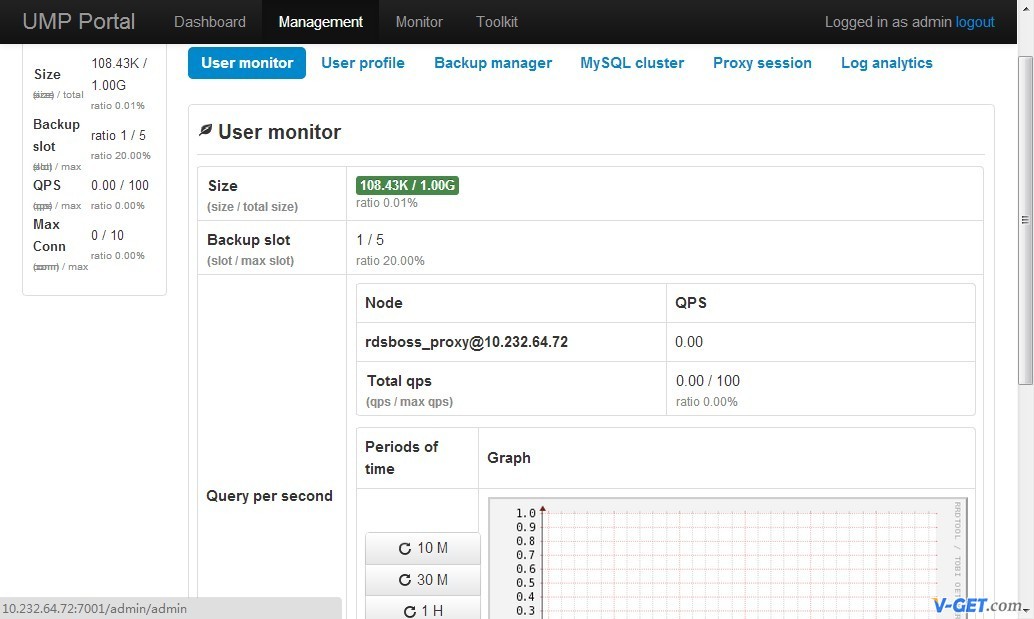 UMP Portal Dashboard Management Monitor Toolkit Logged in as admin logout
Size
(size) / total
108.43K /
1.00G
ratio 0.01%
Backup
slot
(slot) / max
ratio 1 / 5
ratio 20.00%
QPS
(qps) / max
0.00 / 100
ratio 0.00%
Max
Conn
(conn) / max
0 / 10
ratio 0.00%
User monitor User profile Backup manager MySQL cluster Proxy session Log analytics
User monitor
Size
(size / total size)
108.43K / 1.00G
ratio 0.01%
Backup slot
(slot / max slot)
1 / 5
ratio 20.00%
Query per second
Node QPS
rdsboss_proxy@10.232.64.72 0.00
Total qps
(qps / max qps)
0.00 / 100
ratio 0.00%
Periods of
time
Graph
10 M
30 M
1 H
1.0
0.9
0.8
0.7
0.6
0.5
0.4
0.3
RRDTOOL / TOBI
10.232.64.72:7001/admin/admin
V-GET.com